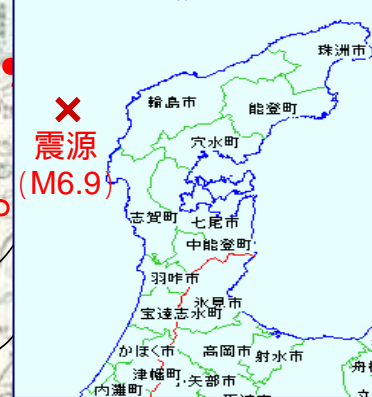 珠洲市
輪島市
能登町
穴水町
震源
(M6.9)
志賀町
七尾市
中能登町
羽咋市
氷見市
宝達志水町
かほく市
高岡市
射水市
津幡町
小矢部市
内灘町